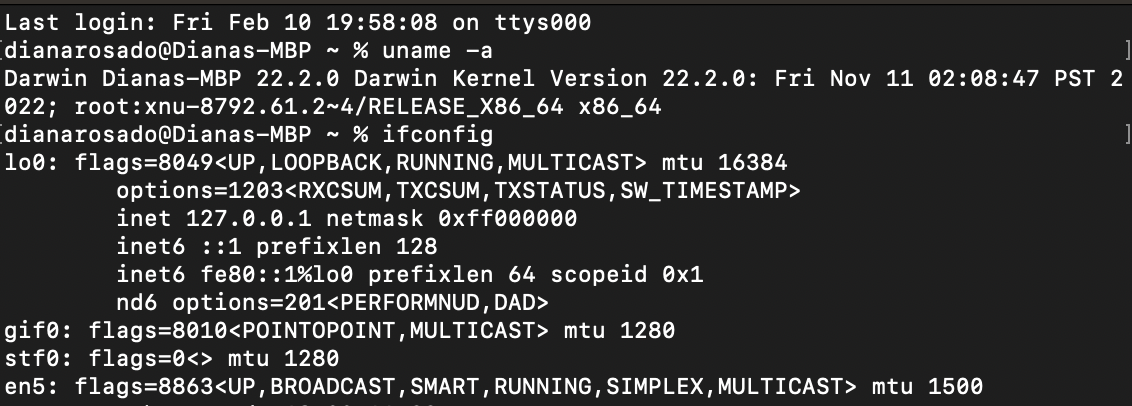 Last login: Fri Feb 10 19:58:08 on ttys000
[dianarosado@Dianas-MBP ~ % uname -a ]
Darwin Dianas-MBP 22.2.0 Darwin Kernel Version 22.2.0: Fri Nov 11 02:08:47 PST 2
022; root:xnu-8792.61.2~4/RELEASE_X86_64 x86_64
[dianarosado@Dianas-MBP ~ % ifconfig ]
lo0: flags=8049<UP,LOOPBACK,RUNNING,MULTICAST> mtu 16384
options=1203<RXCSUM,TXCSUM,TXSTATUS,SW_TIMESTAMP>
inet 127.0.0.1 netmask 0xff000000
inet6 ::1 prefixlen 128
inet6 fe80::1%lo0 prefixlen 64 scopeid 0x1
nd6 options=201<PERFORMNUD,DAD>
gif0: flags=8010<POINTOPOINT,MULTICAST> mtu 1280
stf0: flags=0<> mtu 1280
en5: flags=8863<UP,BROADCAST,SMART,RUNNING,SIMPLEX,MULTICAST> mtu 1500